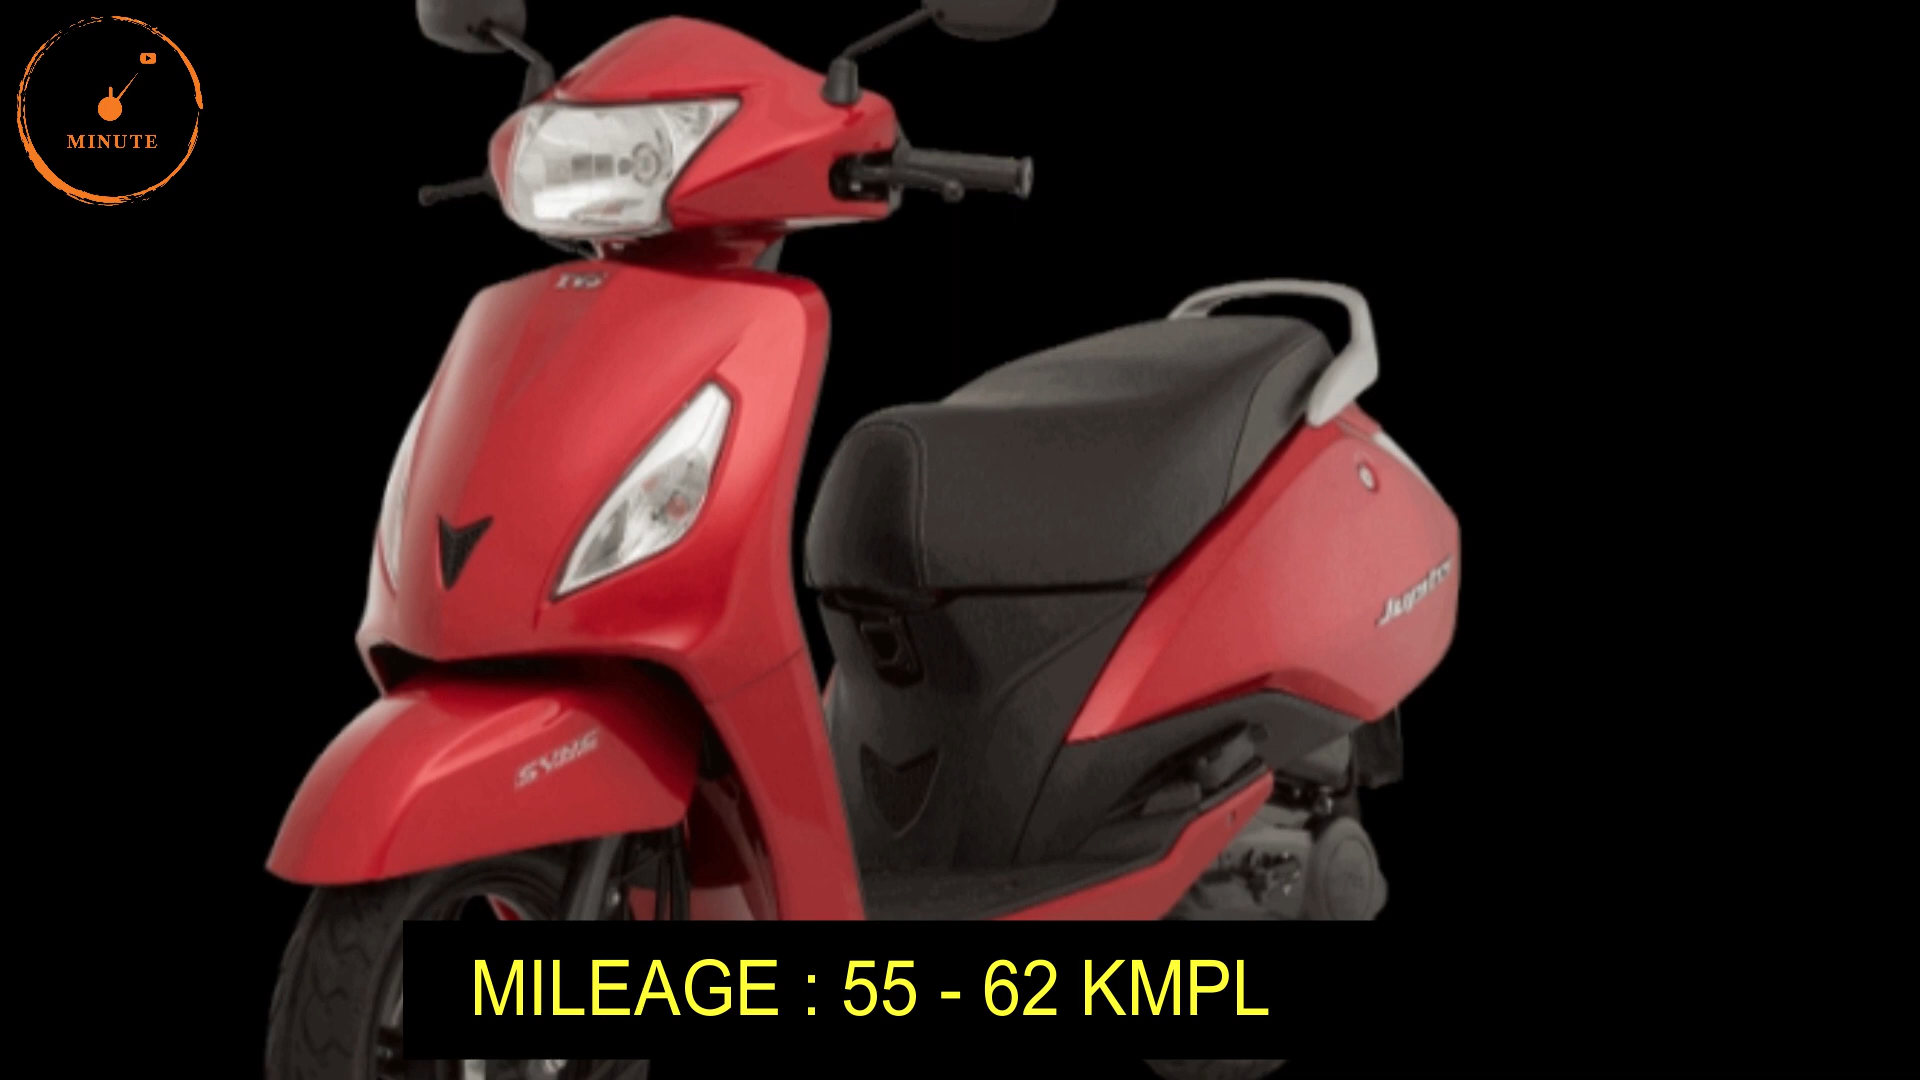 MINUTE
TVS
Jupiter
SYNC
MILEAGE : 55 - 62 KMPL